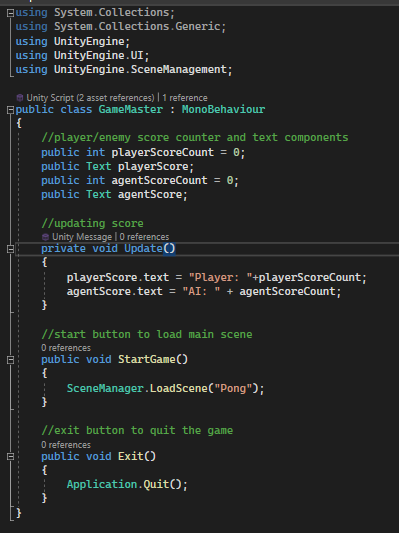 using System.Collections;
using System.Collections.Generic;
using UnityEngine;
using UnityEngine.UI;
using UnityEngine.SceneManagement;
Unity Script (2 asset references) | 1 reference
public class GameMaster : MonoBehaviour
{
//player/enemy score counter and text components
public int playerScoreCount = 0;
public Text playerScore;
public int agentScoreCount = 0;
public Text agentScore;
//updating score
Unity Message | 0 references
private void Update()
{
playerScore.text = "Player: "+playerScoreCount;
agentScore.text = "AI: " + agentScoreCount;
}
//start button to load main scene
0 references
public void StartGame()
{
SceneManager.LoadScene("Pong");
}
//exit button to quit the game
0 references
public void Exit()
{
Application.Quit();
}
}